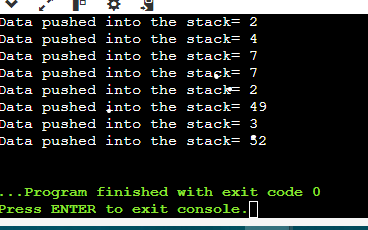 Data pushed into the stack= 2
Data pushed into the stack= 4
Data pushed into the stack= 7
Data pushed into the stack= 7
Data pushed into the stack= 2
Data pushed into the stack= 49
Data pushed into the stack= 3
Data pushed into the stack= 52
...Program finished with exit code 0
Press ENTER to exit console.